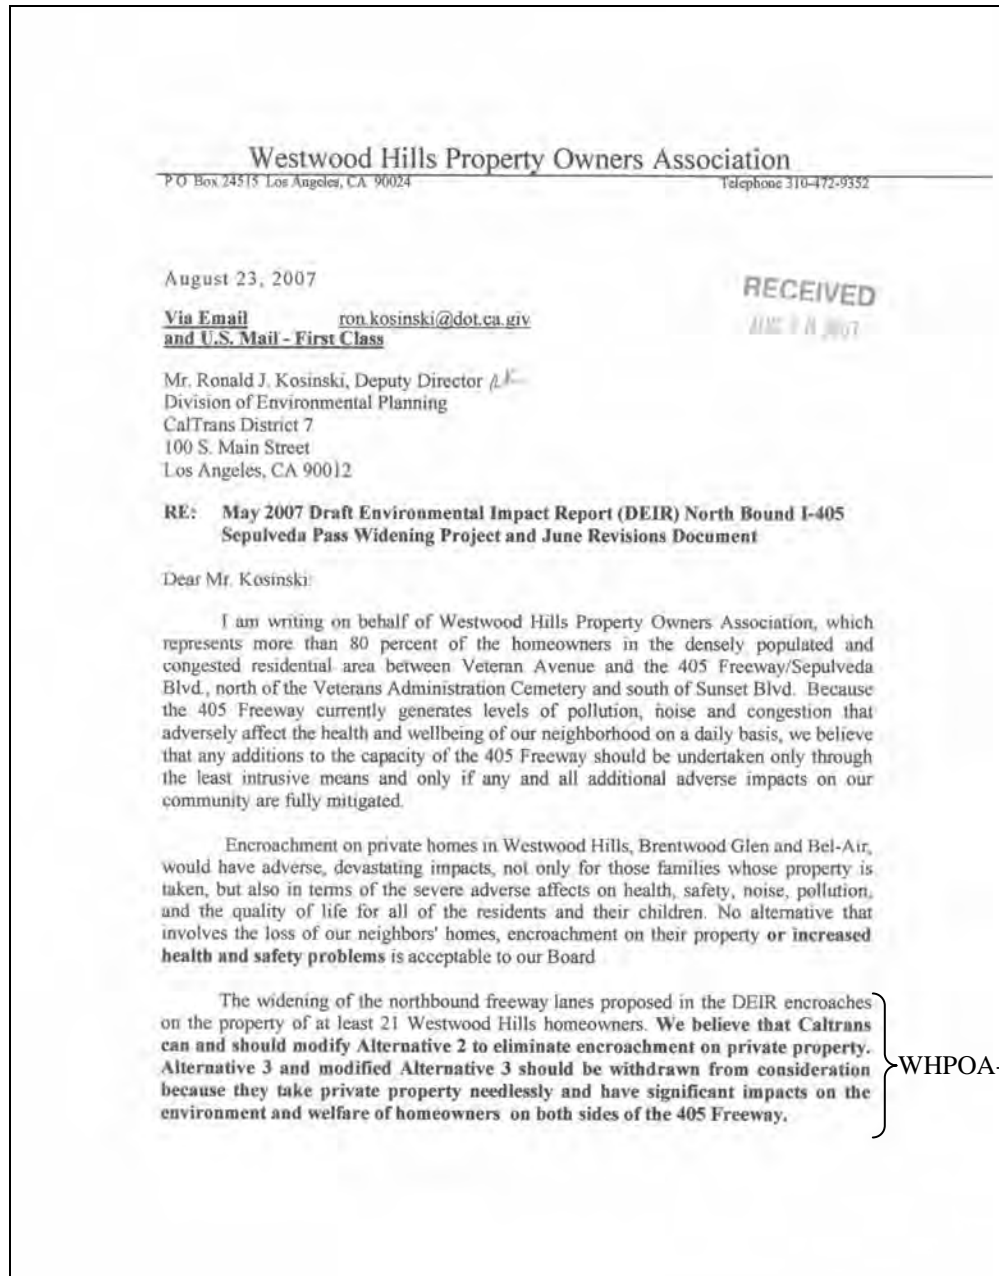 Westwood Hills Property Owners Association
P O Box 24515 Los Angeles, CA 90024 Telephone 310-472-9352
August 23, 2007
RECEIVED
Via Email ron.kosinski@dot.ca.giv
and U.S. Mail - First Class
Mr. Ronald J. Kosinski, Deputy Director
Division of Environmental Planning
CalTrans District 7
100 S. Main Street
Los Angeles, CA 90012
RE: May 2007 Draft Environmental Impact Report (DEIR) North Bound I-405
Sepulveda Pass Widening Project and June Revisions Document
Dear Mr. Kosinski:
I am writing on behalf of Westwood Hills Property Owners Association, which
represents more than 80 percent of the homeowners in the densely populated and
congested residential area between Veteran Avenue and the 405 Freeway/Sepulveda
Blvd., north of the Veterans Administration Cemetery and south of Sunset Blvd. Because
the 405 Freeway currently generates levels of pollution, noise and congestion that
adversely affect the health and wellbeing of our neighborhood on a daily basis, we believe
that any additions to the capacity of the 405 Freeway should be undertaken only through
the least intrusive means and only if any and all additional adverse impacts on our
community are fully mitigated.
Encroachment on private homes in Westwood Hills, Brentwood Glen and Bel-Air,
would have adverse, devastating impacts, not only for those families whose property is
taken, but also in terms of the severe adverse affects on health, safety, noise, pollution,
and the quality of life for all of the residents and their children. No alternative that
involves the loss of our neighbors' homes, encroachment on their property or increased
health and safety problems is acceptable to our Board
The widening of the northbound freeway lanes proposed in the DEIR encroaches
on the property of at least 21 Westwood Hills homeowners. We believe that Caltrans
can and should modify Alternative 2 to eliminate encroachment on private property.
Alternative 3 and modified Alternative 3 should be withdrawn from consideration
because they take private property needlessly and have significant impacts on the
environment and welfare of homeowners on both sides of the 405 Freeway.
WHPOA-